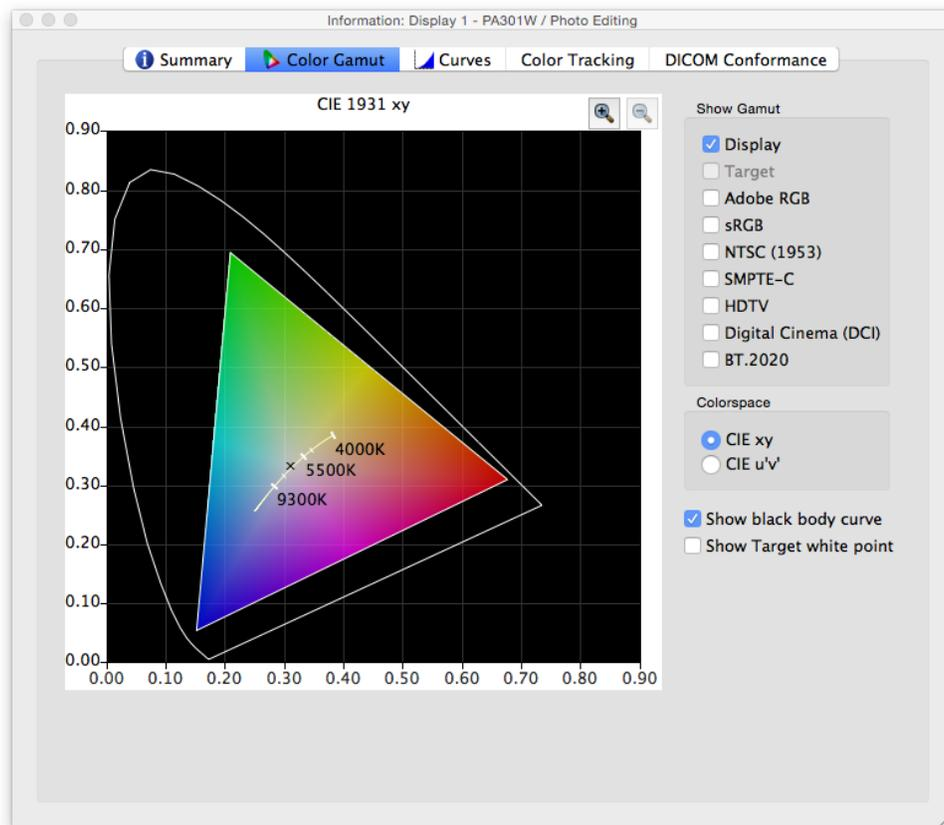 Information: Display 1 - PA301W / Photo Editing
Summary
Color Gamut
Curves
Color Tracking
DICOM Conformance
CIE 1931 xy
0.90
0.80
0.70
0.60
0.50
0.40
0.30
0.20
0.10
0.00
4000K
5500K
9300K
0.00 0.10 0.20 0.30 0.40 0.50 0.60 0.70 0.80 0.90
Show Gamut
Display
Target
Adobe RGB
sRGB
NTSC (1953)
SMPTE-C
HDTV
Digital Cinema (DCI)
BT.2020
Colorspace
CIE xy
CIE u'v'
Show black body curve
Show Target white point